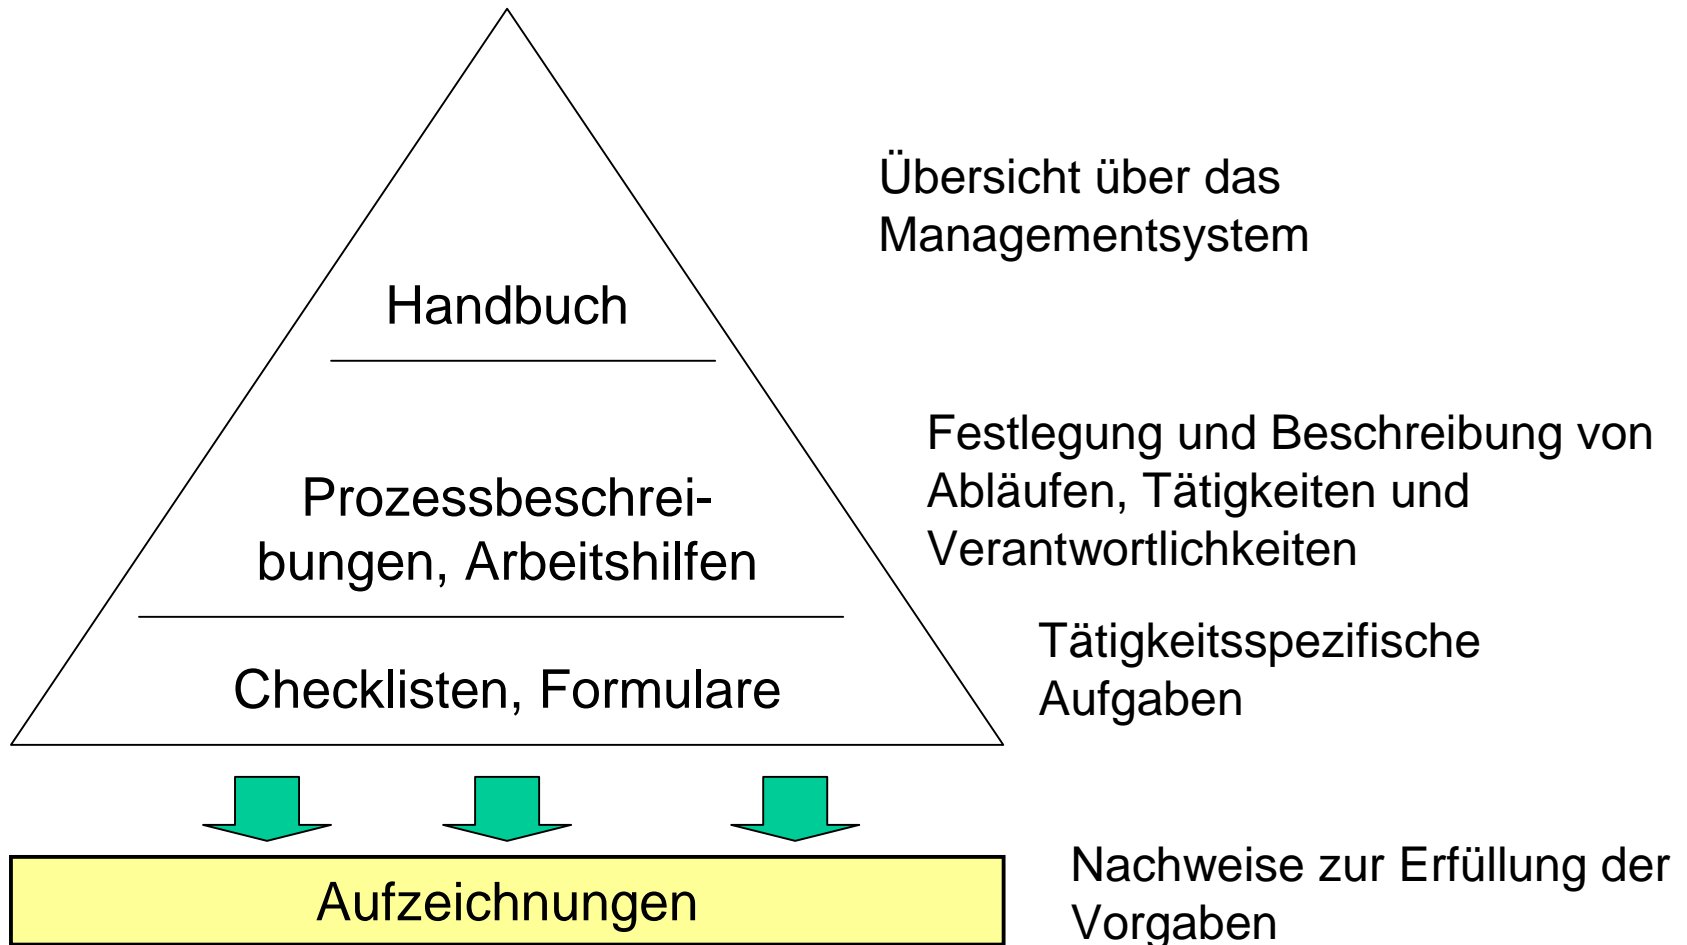 Übersicht über das
Managementsystem
Handbuch
Festlegung und Beschreibung von
Abläufen, Tätigkeiten und
Verantwortlichkeiten
Prozessbeschrei-
bungen, Arbeitshilfen
Tätigkeitsspezifische
Aufgaben
Checklisten, Formulare
Nachweise zur Erfüllung der
Vorgaben
Aufzeichnungen